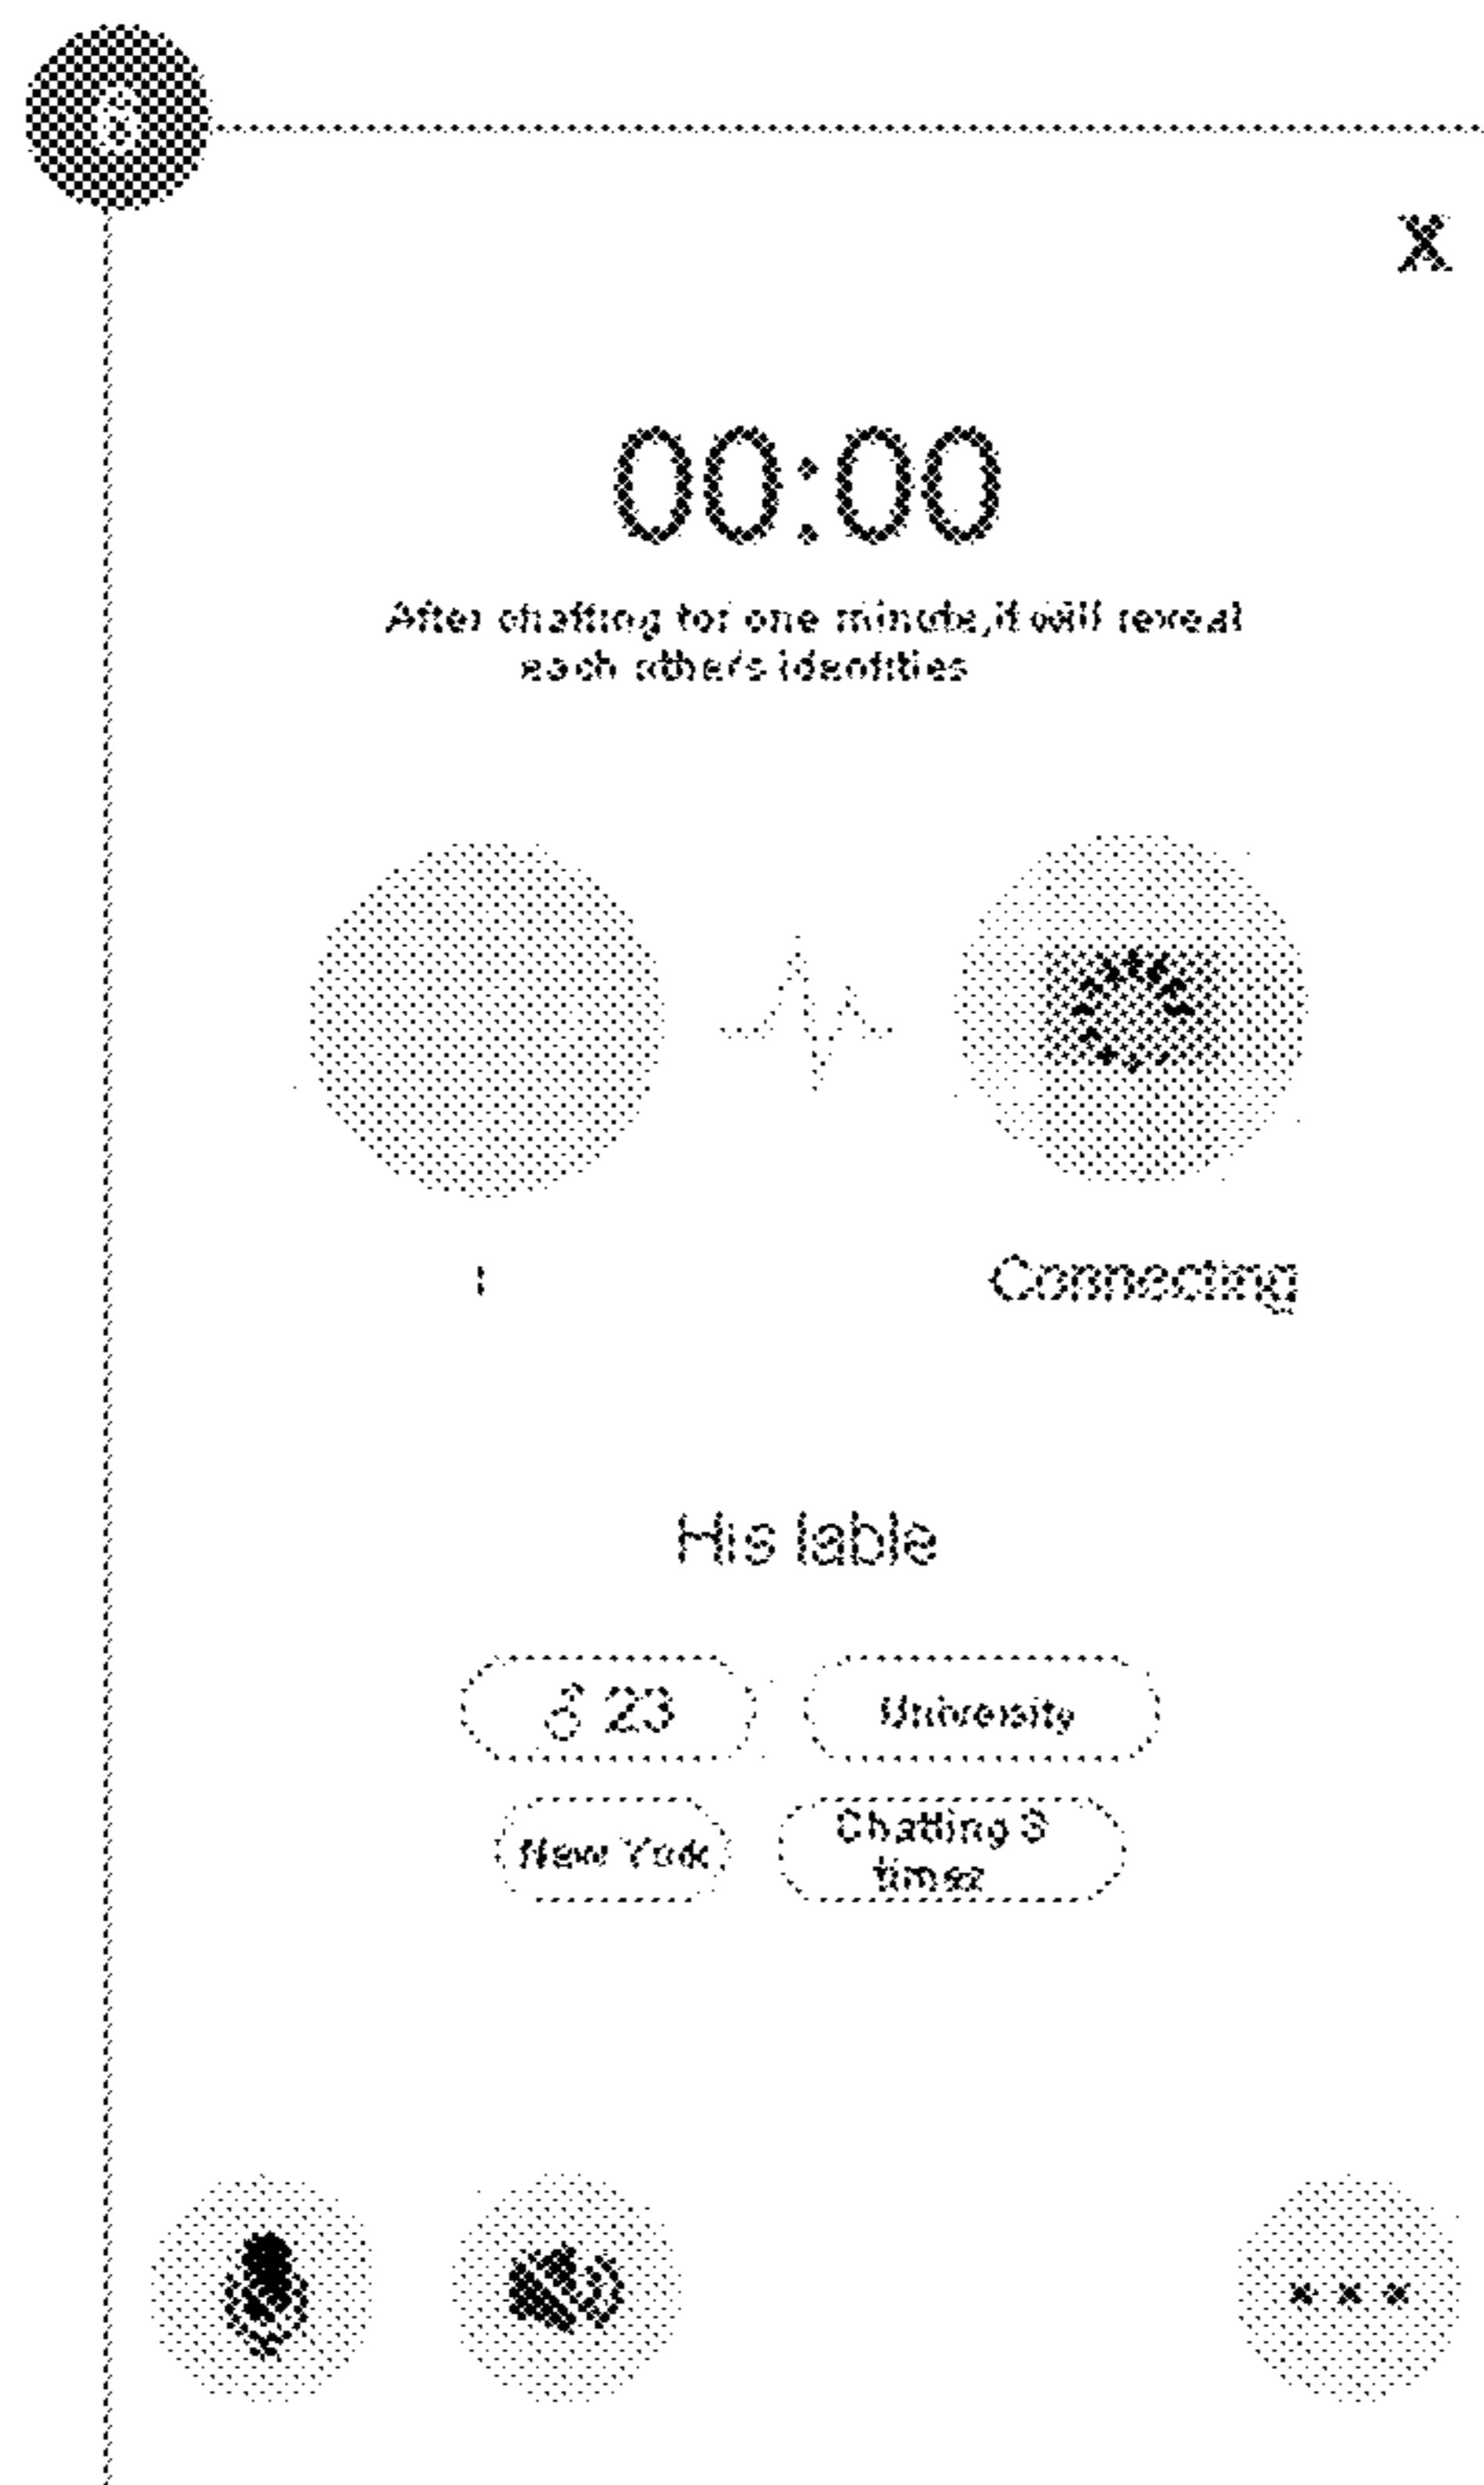 X
00:00
After chatting for one minute,it will reveal
each other's identities
I
Connecting
His lable
♂ 23
University
New York
Chatting 3
times